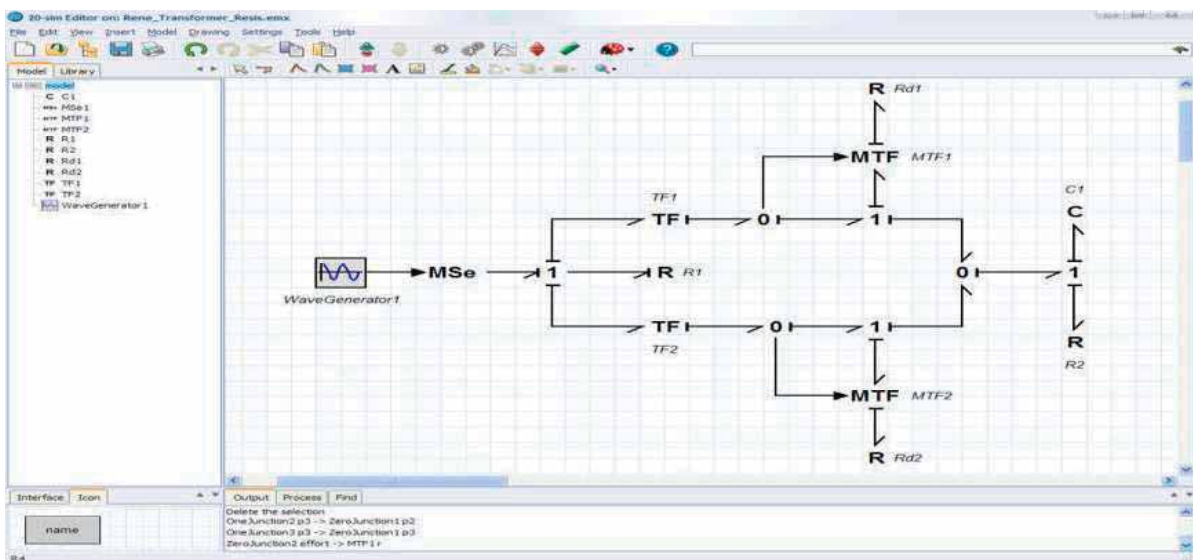 20-sim Editor on: Rene_Transformer_Resis.emx
File Edit View Insert Model Drawing Settings Tools Help
Model Library
model
C C1
MSe MSe1
MTF MTF1
MTF MTF2
R R1
R R2
R Rd1
R Rd2
TF TF1
TF TF2
WaveGenerator1
R Rd1
MTF MTF1
TF1
C1
C
TF 0 1
MSe 1 R R1 0 1
WaveGenerator1
TF 0 1
TF2
R
R2
MTF MTF2
R Rd2
Interface Icon
Output Process Find
name
Delete the selection
OneJunction2 p3 -> ZeroJunction1 p2
OneJunction3 p3 -> ZeroJunction1 p3
ZeroJunction2 effort -> MTF1 r